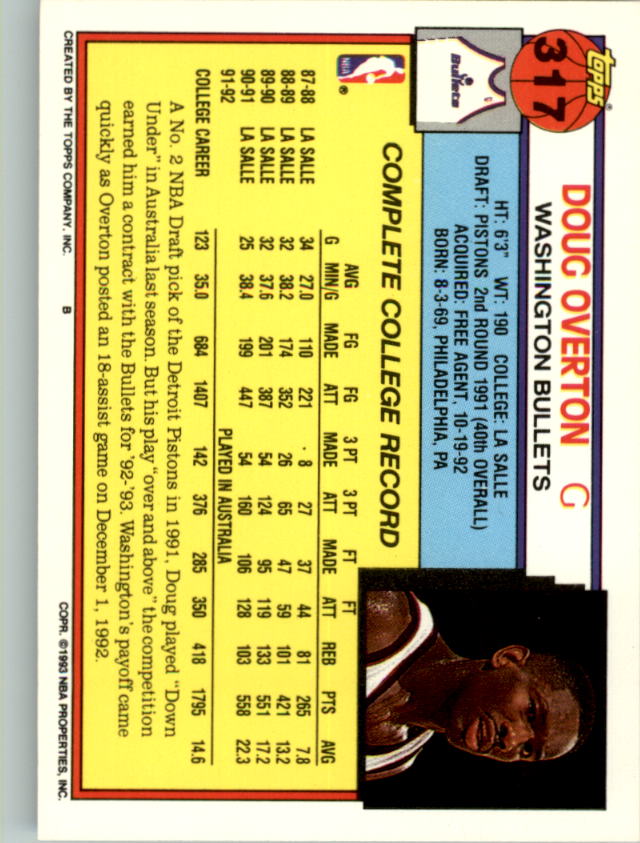 topps®
317
Bullets
DOUG OVERTON G
WASHINGTON BULLETS
HT: 6'3" WT: 190 COLLEGE: LA SALLE
DRAFT: PISTONS 2nd ROUND 1991 (40th OVERALL)
ACQUIRED: FREE AGENT, 10-19-92
BORN: 8-3-69, PHILADELPHIA, PA
NBA ®
COMPLETE COLLEGE RECORD
AVG FG FG 3 PT 3 PT FT FT
G MIN/G MADE ATT MADE ATT MADE ATT REB PTS AVG
87-88 LA SALLE 34 27.0 110 221 8 27 37 44 81 265 7.8
88-89 LA SALLE 32 38.2 174 352 26 65 47 59 101 421 13.2
89-90 LA SALLE 32 37.6 201 387 54 124 95 119 133 551 17.2
90-91 LA SALLE 25 38.4 199 447 54 160 106 128 103 558 22.3
91-92 PLAYED IN AUSTRALIA
COLLEGE CAREER 123 35.0 684 1407 142 376 285 350 418 1795 14.6
A No. 2 NBA Draft pick of the Detroit Pistons in 1991, Doug played "Down
Under" in Australia last season. But his play "over and above" the competition
earned him a contract with the Bullets for '92-'93. Washington's payoff came
quickly as Overton posted an 18-assist game on December 1, 1992.
CREATED BY THE TOPPS COMPANY, INC. B COPR. ©1993 NBA PROPERTIES, INC.